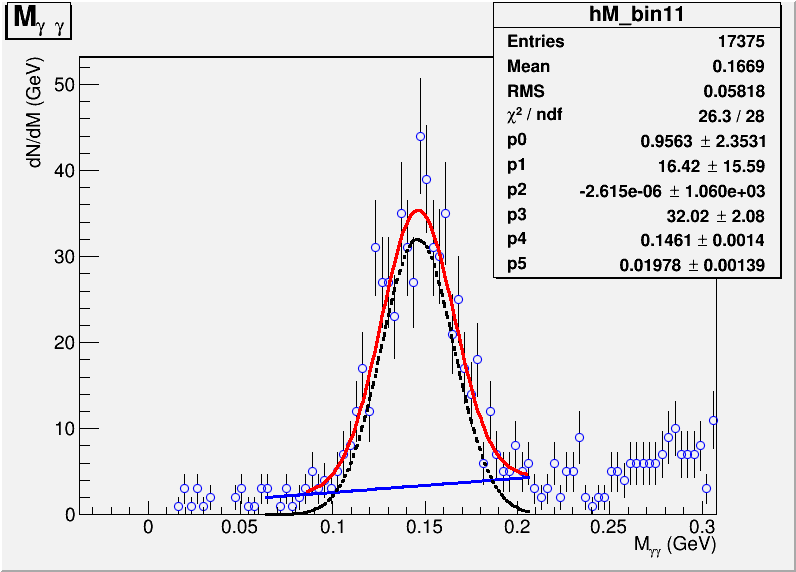 Mγ γ
hM_bin11
Entries 17375
Mean 0.1669
RMS 0.05818
χ² / ndf 26.3 / 28
p0 0.9563 ± 2.3531
p1 16.42 ± 15.59
p2 -2.615e-06 ± 1.060e+03
p3 32.02 ± 2.08
p4 0.1461 ± 0.0014
p5 0.01978 ± 0.00139
dN/dM (GeV)
50
40
30
20
10
0
0 0.05 0.1 0.15 0.2 0.25 0.3
Mγγ (GeV)